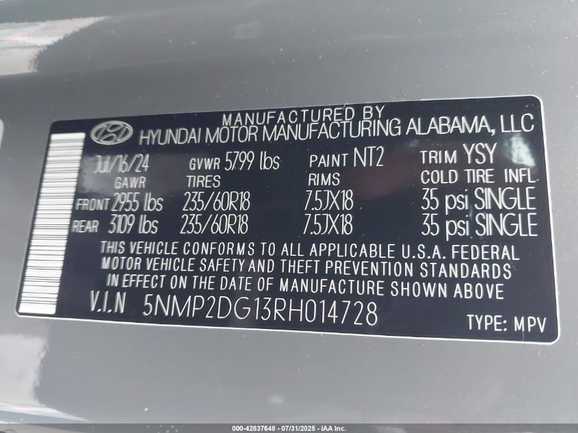 MANUFACTURED BY
HYUNDAI MOTOR MANUFACTURING ALABAMA, LLC
Jul/16/24 GVWR 5799 lbs PAINT NT2 TRIM YSY
GAWR TIRES RIMS COLD TIRE INFL
FRONT 2955 lbs 235/60R18 7.5JX18 35 psi SINGLE
REAR 3109 lbs 235/60R18 7.5JX18 35 psi SINGLE
THIS VEHICLE CONFORMS TO ALL APPLICABLE U.S.A. FEDERAL
MOTOR VEHICLE SAFETY AND THEFT PREVENTION STANDARDS
IN EFFECT ON THE DATE OF MANUFACTURE SHOWN ABOVE
V.I.N 5NMP2DG13RH014728
TYPE: MPV
000-42637648 | 07/31/2025 | IAA Inc.